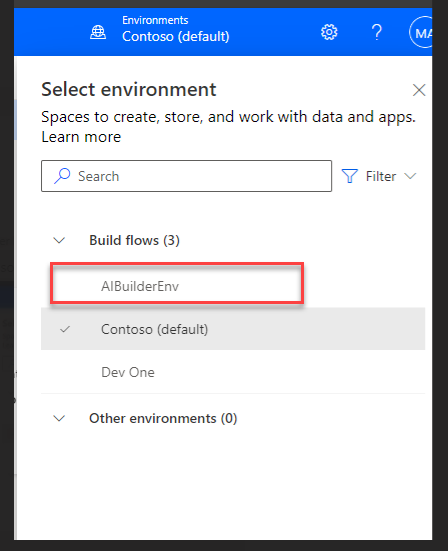 Environments
Contoso (default)
?
MA
Select environment
Spaces to create, store, and work with data and apps.
Learn more
Search
Filter
Build flows (3)
AIBuilderEnv
Contoso (default)
Dev One
Other environments (0)